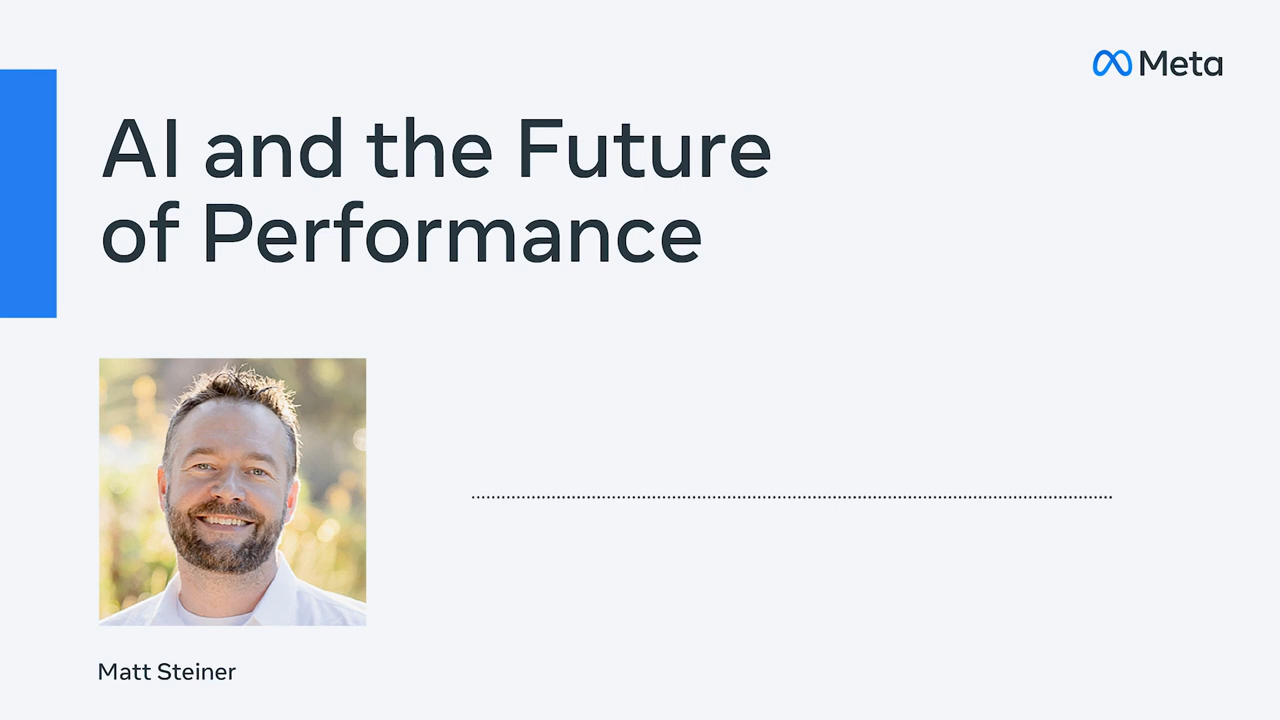 Meta
AI and the Future
of Performance
Matt Steiner